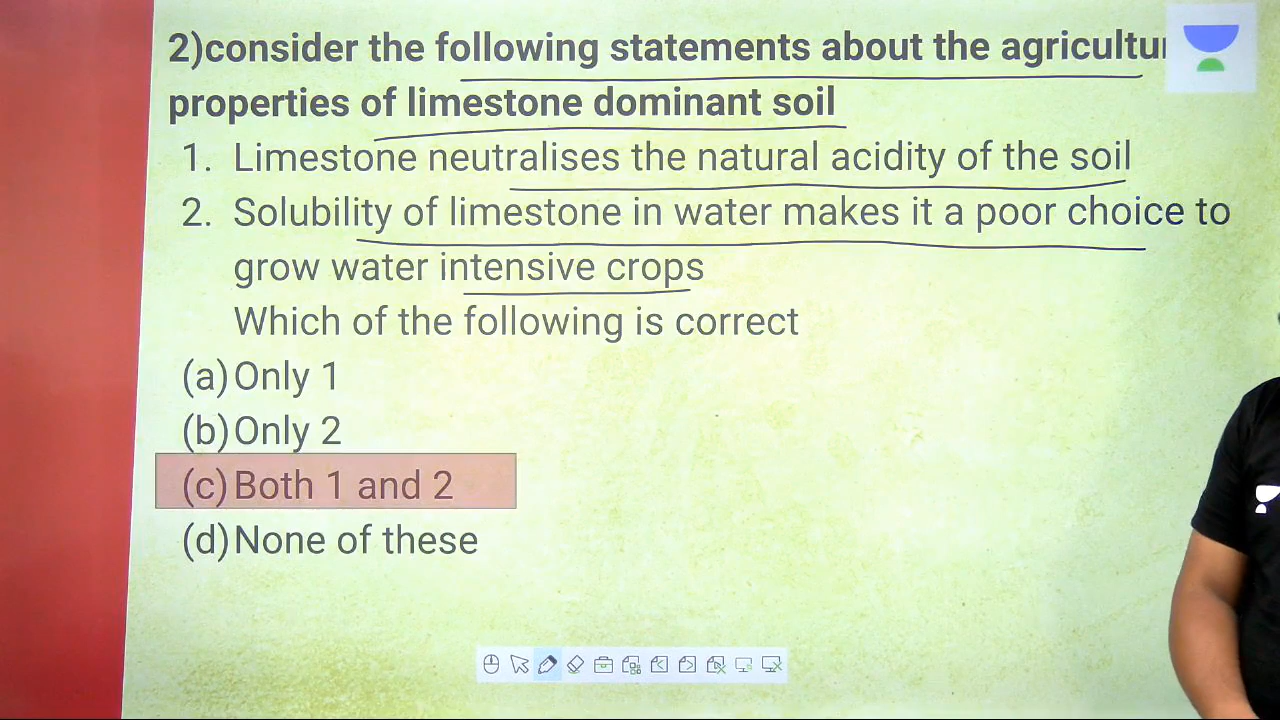 2)consider the following statements about the agricultur
properties of limestone dominant soil
1. Limestone neutralises the natural acidity of the soil
2. Solubility of limestone in water makes it a poor choice to
grow water intensive crops
Which of the following is correct
(a) Only 1
(b) Only 2
(c) Both 1 and 2
(d) None of these